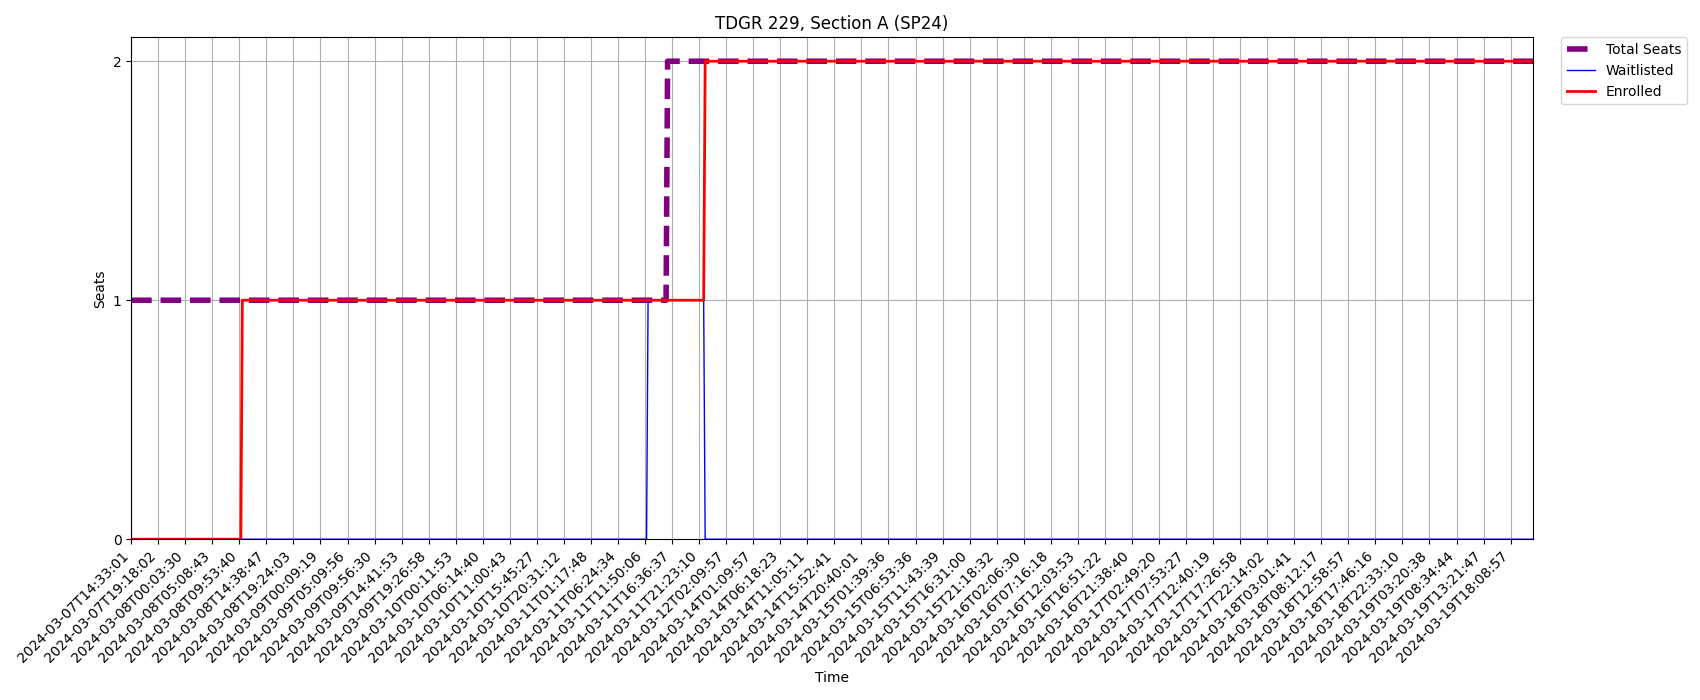 TDGR 229, Section A (SP24)
Total Seats
Waitlisted
Enrolled
Seats
2
1
0
2024-03-07T14:33:01
2024-03-07T19:18:02
2024-03-08T00:03:30
2024-03-08T05:08:43
2024-03-08T09:53:40
2024-03-08T14:38:47
2024-03-08T19:24:03
2024-03-09T00:09:19
2024-03-09T05:09:56
2024-03-09T09:56:30
2024-03-09T14:41:53
2024-03-09T19:26:58
2024-03-10T00:11:53
2024-03-10T06:14:40
2024-03-10T11:00:43
2024-03-10T15:45:27
2024-03-10T20:31:12
2024-03-11T01:17:48
2024-03-11T06:24:34
2024-03-11T11:50:06
2024-03-11T16:36:37
2024-03-11T21:23:10
2024-03-12T02:09:57
2024-03-14T01:09:57
2024-03-14T06:18:23
2024-03-14T11:05:11
2024-03-14T15:52:41
2024-03-14T20:40:01
2024-03-15T01:39:36
2024-03-15T06:53:36
2024-03-15T11:43:39
2024-03-15T16:31:00
2024-03-15T21:18:32
2024-03-16T02:06:30
2024-03-16T07:16:18
2024-03-16T12:03:53
2024-03-16T16:51:22
2024-03-16T21:38:40
2024-03-17T02:49:20
2024-03-17T07:53:27
2024-03-17T12:40:19
2024-03-17T17:26:58
2024-03-17T22:14:02
2024-03-18T03:01:41
2024-03-18T08:12:17
2024-03-18T12:58:57
2024-03-18T17:46:16
2024-03-18T22:33:10
2024-03-19T03:20:38
2024-03-19T08:34:44
2024-03-19T13:21:47
2024-03-19T18:08:57
Time